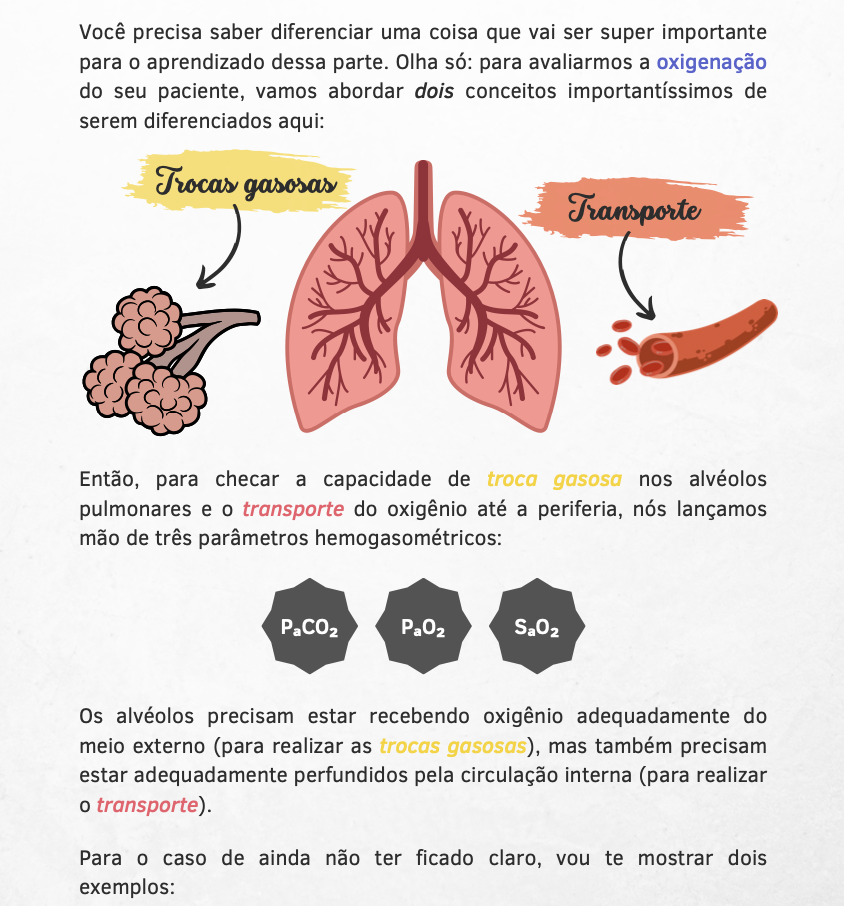 Você precisa saber diferenciar uma coisa que vai ser super importante
para o aprendizado dessa parte. Olha só: para avaliarmos a oxigenação
do seu paciente, vamos abordar dois conceitos importantíssimos de
serem diferenciados aqui:
Trocas gasosas
Transporte
Então, para checar a capacidade de troca gasosa nos alvéolos
pulmonares e o transporte do oxigênio até a periferia, nós lançamos
mão de três parâmetros hemogasométricos:
PₐCO₂ PₐO₂ SₐO₂
Os alvéolos precisam estar recebendo oxigênio adequadamente do
meio externo (para realizar as trocas gasosas), mas também precisam
estar adequadamente perfundidos pela circulação interna (para realizar
o transporte).
Para o caso de ainda não ter ficado claro, vou te mostrar dois
exemplos: